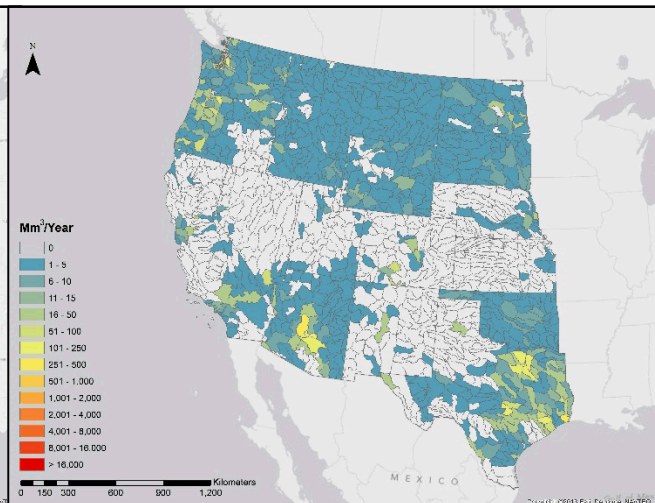 N
Mm³/Year
0
1 - 5
6 - 10
11 - 15
16 - 50
51 - 100
101 - 250
251 - 500
501 - 1,000
1,001 - 2,000
2,001 - 4,000
4,001 - 8,000
8,001 - 16,000
> 16,000
Kilometers
0 150 300 600 900 1,200
MEXICO